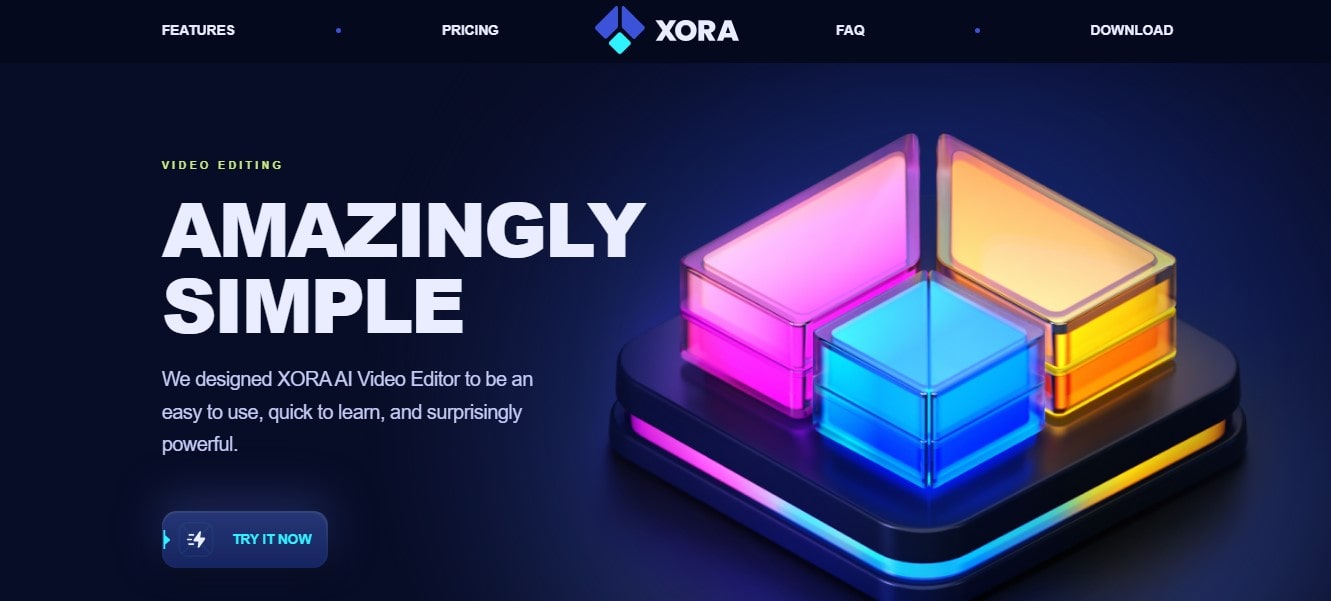 FEATURES
PRICING
XORA
FAQ
DOWNLOAD
VIDEO EDITING
AMAZINGLY
SIMPLE
We designed XORA AI Video Editor to be an
easy to use, quick to learn, and surprisingly
powerful.
TRY IT NOW